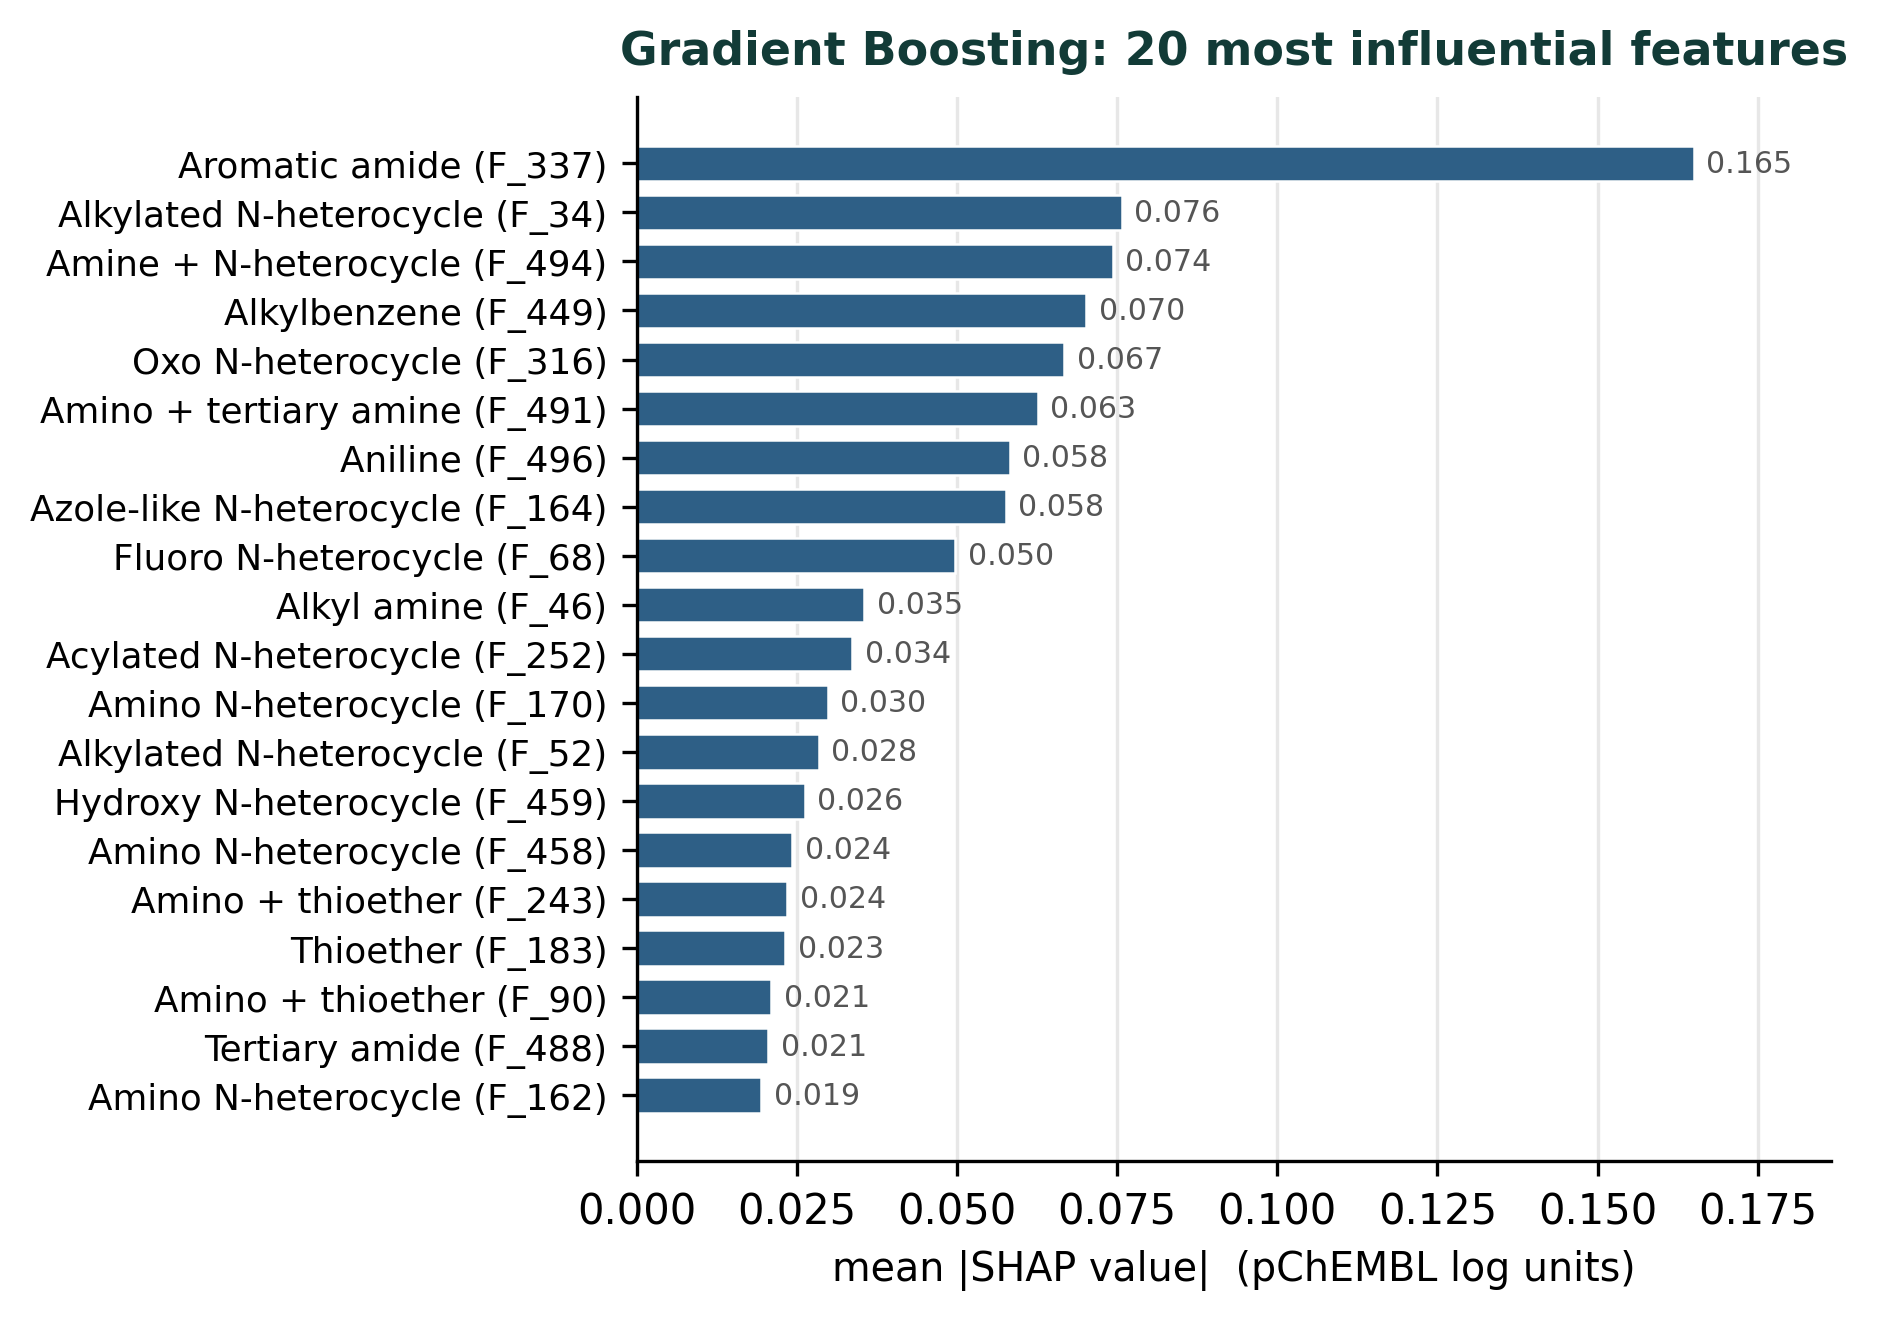 Gradient Boosting: 20 most influential features
Aromatic amide (F_337) 0.165
Alkylated N-heterocycle (F_34) 0.076
Amine + N-heterocycle (F_494) 0.074
Alkylbenzene (F_449) 0.070
Oxo N-heterocycle (F_316) 0.067
Amino + tertiary amine (F_491) 0.063
Aniline (F_496) 0.058
Azole-like N-heterocycle (F_164) 0.058
Fluoro N-heterocycle (F_68) 0.050
Alkyl amine (F_46) 0.035
Acylated N-heterocycle (F_252) 0.034
Amino N-heterocycle (F_170) 0.030
Alkylated N-heterocycle (F_52) 0.028
Hydroxy N-heterocycle (F_459) 0.026
Amino N-heterocycle (F_458) 0.024
Amino + thioether (F_243) 0.024
Thioether (F_183) 0.023
Amino + thioether (F_90) 0.021
Tertiary amide (F_488) 0.021
Amino N-heterocycle (F_162) 0.019
0.000 0.025 0.050 0.075 0.100 0.125 0.150 0.175
mean |SHAP value| (pChEMBL log units)